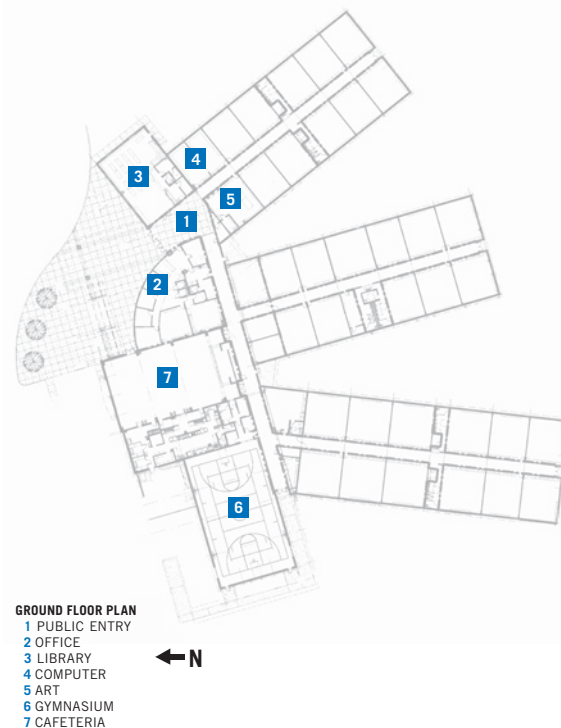 4
3
5
1
2
7
6
GROUND FLOOR PLAN
1 PUBLIC ENTRY
2 OFFICE
3 LIBRARY
N
4 COMPUTER
5 ART
6 GYMNASIUM
7 CAFETERIA